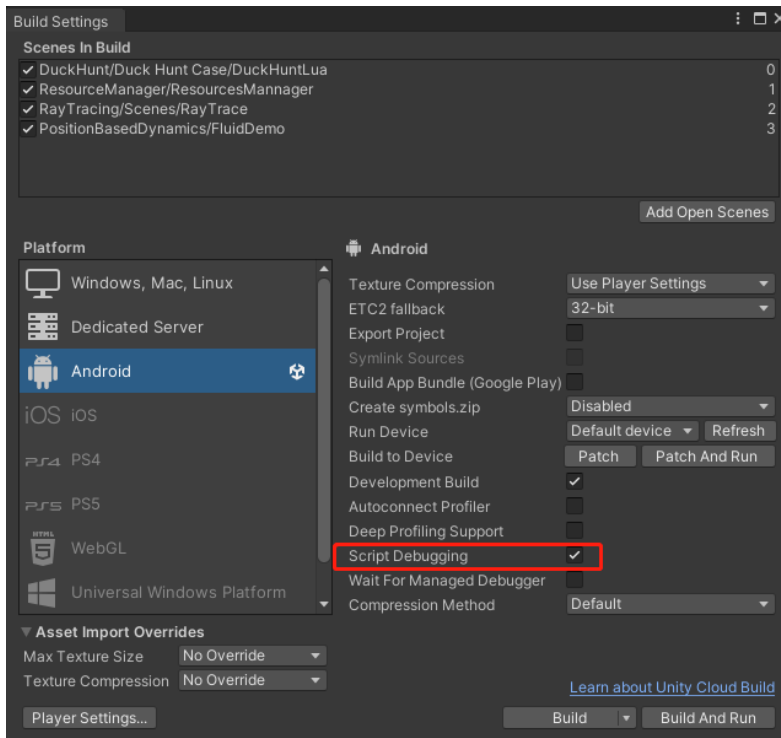 Build Settings
Scenes In Build
DuckHunt/Duck Hunt Case/DuckHuntLua 0
ResourceManager/ResourcesMannager 1
RayTracing/Scenes/RayTrace 2
PositionBasedDynamics/FluidDemo 3
Add Open Scenes
Platform
Windows, Mac, Linux
Dedicated Server
Android
iOS iOS
PS4 PS4
PS5 PS5
HTML 5 WebGL
Universal Windows Platform
Android
Texture Compression Use Player Settings
ETC2 fallback 32-bit
Export Project
Symlink Sources
Build App Bundle (Google Play)
Create symbols.zip Disabled
Run Device Default device Refresh
Build to Device Patch Patch And Run
Development Build
Autoconnect Profiler
Deep Profiling Support
Script Debugging
Wait For Managed Debugger
Compression Method Default
Asset Import Overrides
Max Texture Size No Override
Texture Compression No Override
Learn about Unity Cloud Build
Player Settings... Build Build And Run